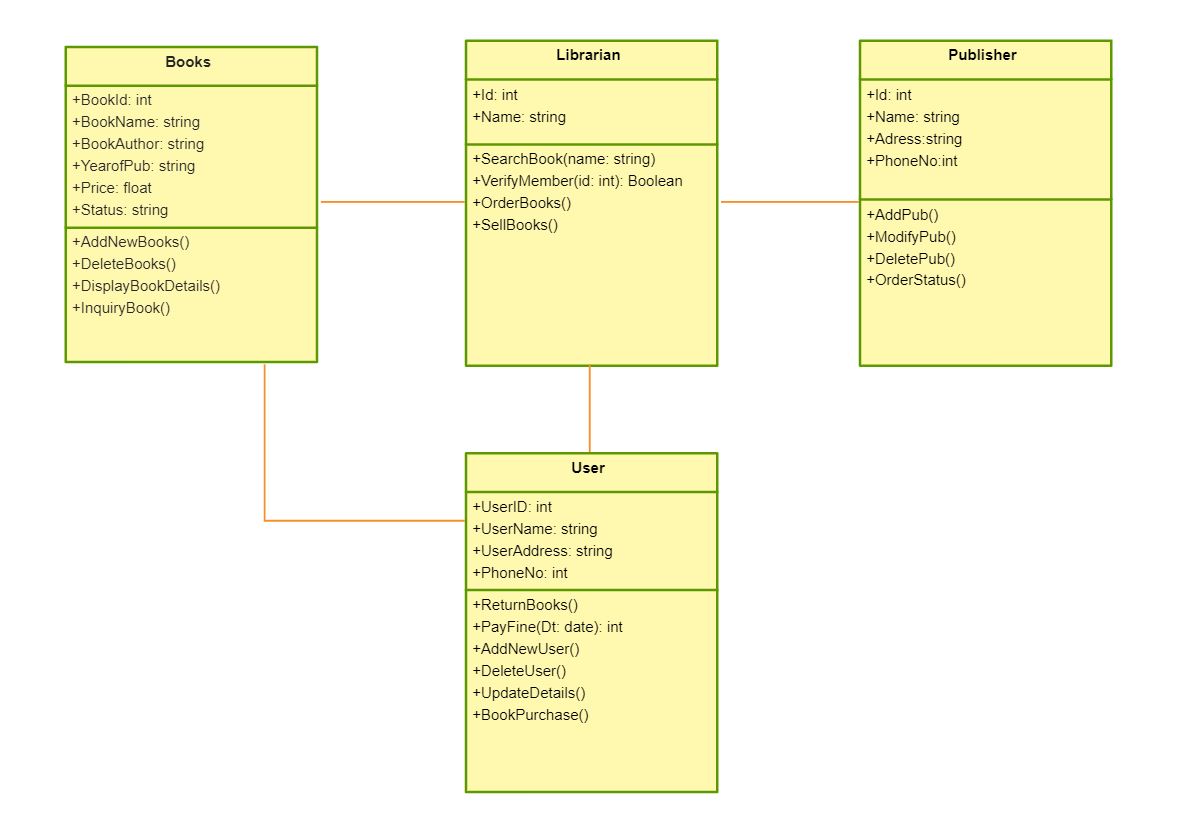 Books
+BookId: int
+BookName: string
+BookAuthor: string
+YearofPub: string
+Price: float
+Status: string
+AddNewBooks()
+DeleteBooks()
+DisplayBookDetails()
+InquiryBook()
Librarian
+Id: int
+Name: string
+SearchBook(name: string)
+VerifyMember(id: int): Boolean
+OrderBooks()
+SellBooks()
Publisher
+Id: int
+Name: string
+Adress:string
+PhoneNo:int
+AddPub()
+ModifyPub()
+DeletePub()
+OrderStatus()
User
+UserID: int
+UserName: string
+UserAddress: string
+PhoneNo: int
+ReturnBooks()
+PayFine(Dt: date): int
+AddNewUser()
+DeleteUser()
+UpdateDetails()
+BookPurchase()